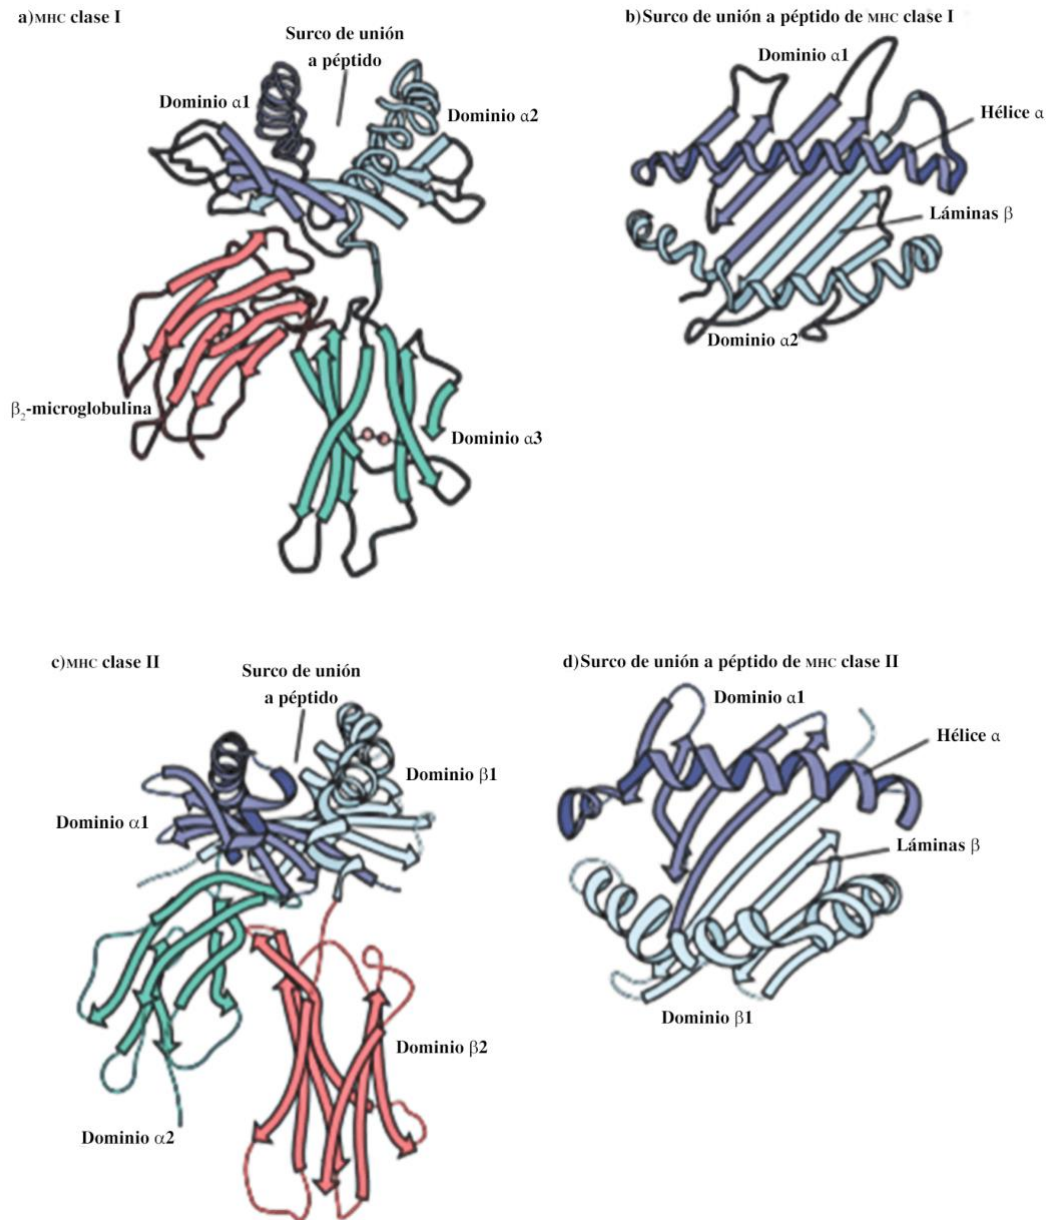 a)MHC clase I
Surco de unión
a péptido
Dominio α1
Dominio α2
β₂-microglobulina
Dominio α3
b)Surco de unión a péptido de MHC clase I
Dominio α1
Hélice α
Láminas β
Dominio α2
c)MHC clase II
Surco de unión
a péptido
Dominio β1
Dominio α1
Dominio β2
Dominio α2
d)Surco de unión a péptido de MHC clase II
Dominio α1
Hélice α
Láminas β
Dominio β1